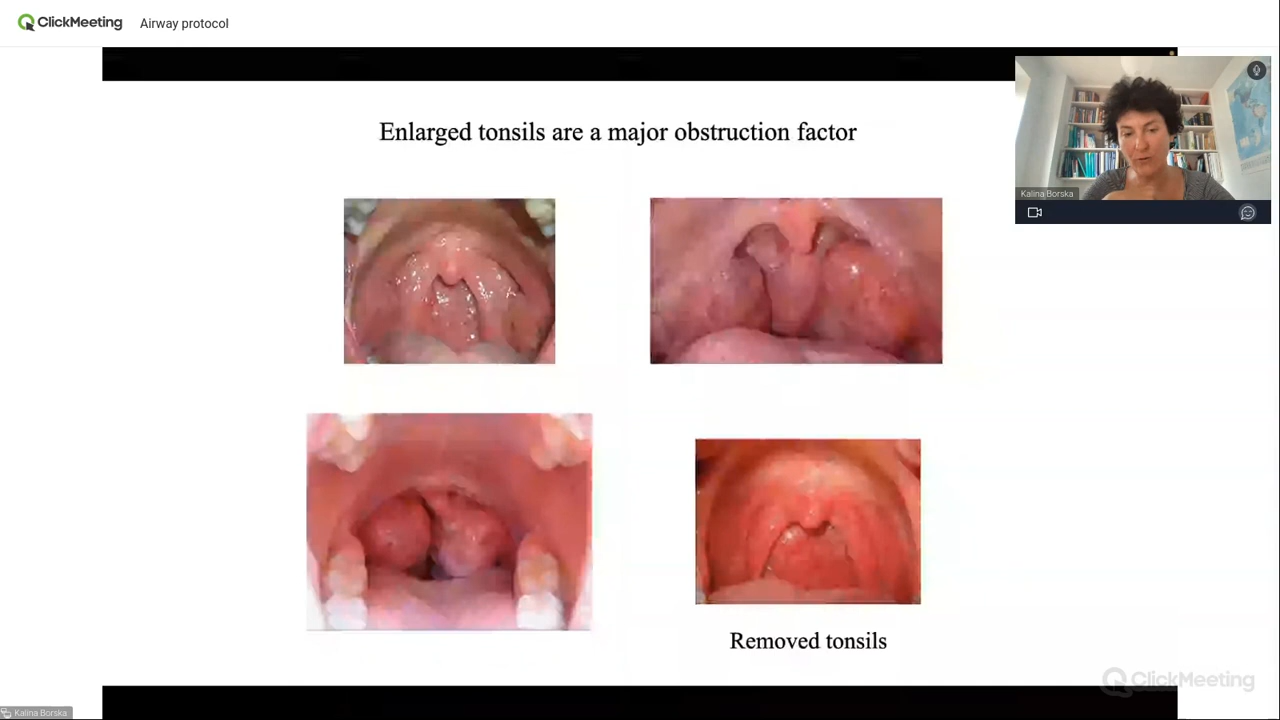 ClickMeeting
Airway protocol
Enlarged tonsils are a major obstruction factor
Kalina Borska
Removed tonsils
ClickMeeting
Kalina Borska